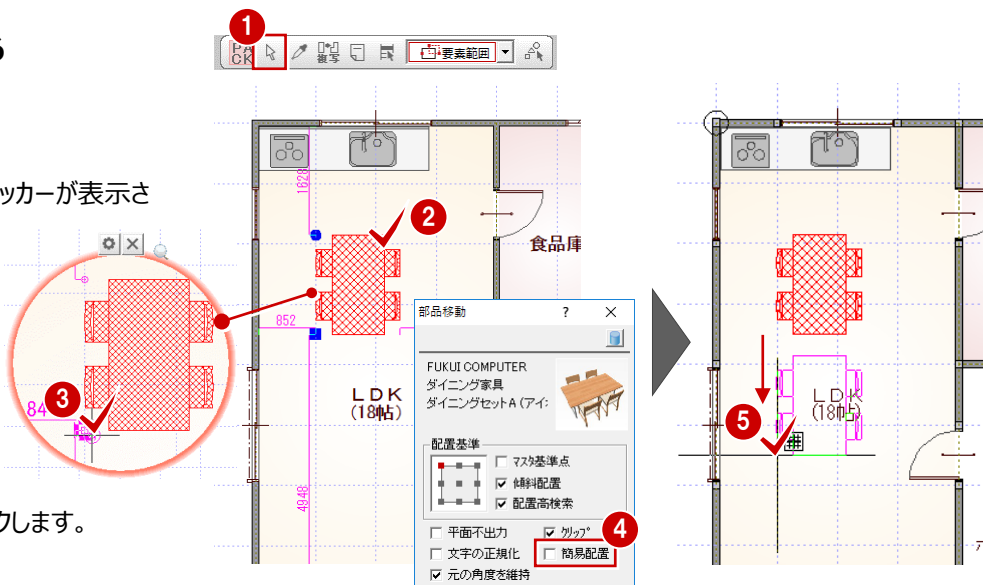 る
1
PA
CK
複写
要素範囲
ッカーが表示さ
1628
2
食品庫
852
LDK
(18帖)
4948
84
3
クします。
部品移動
?
×
FUKUI COMPUTER
ダイニング家具
ダイニングセットA (アイ:
配置基準
マスタ基準点
傾斜配置
配置高検索
平面不出力
クリップ
4
文字の正規化
簡易配置
元の角度を維持
LDK
(18帖)
5